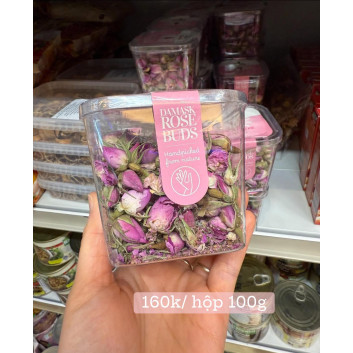 DAMASK
ROSE
BUDS
Handpicked
from nature
160k/ hộp 100g